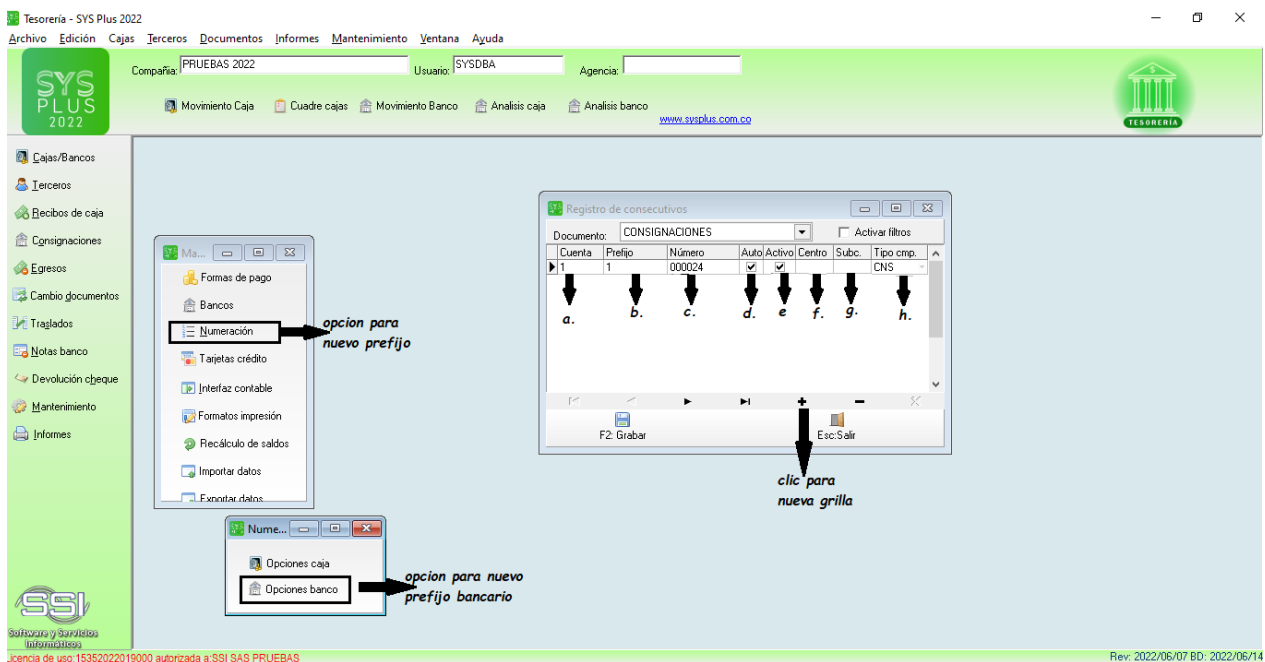 Tesorería - SYS Plus 2022
Archivo Edición Cajas Terceros Documentos Informes Mantenimiento Ventana Ayuda
SYS
PLUS
2022
Compañia: PRUEBAS 2022 Usuario: SYSDBA Agencia:
Movimiento Caja Cuadre cajas Movimiento Banco Analisis caja Analisis banco
www.sysplus.com.co
TESORERÍA
Cajas/Bancos
Terceros
Recibos de caja
Consignaciones
Egresos
Cambio documentos
Traslados
Notas banco
Devolución cheque
Mantenimiento
Informes
Ma...
Formas de pago
Bancos
Numeración
Tarjetas crédito
Interfaz contable
Formatos impresión
Recálculo de saldos
Importar datos
Exportar datos
opcion para
nuevo prefijo
Nume...
Opciones caja
Opciones banco
opcion para nuevo
prefijo bancario
Registro de consecutivos
Documento: CONSIGNACIONES Activar filtros
Cuenta Prefijo Número Auto Activo Centro Subc. Tipo cmp.
1 1 000024 CNS
a. b. c. d. e f. g. h.
F2: Grabar Esc:Salir
clic para
nueva grilla
SSI
Software y Servicios
Informáticos
Licencia de uso:15352022019000 autorizada a:SSI SAS PRUEBAS
Rev: 2022/06/07 BD: 2022/06/14